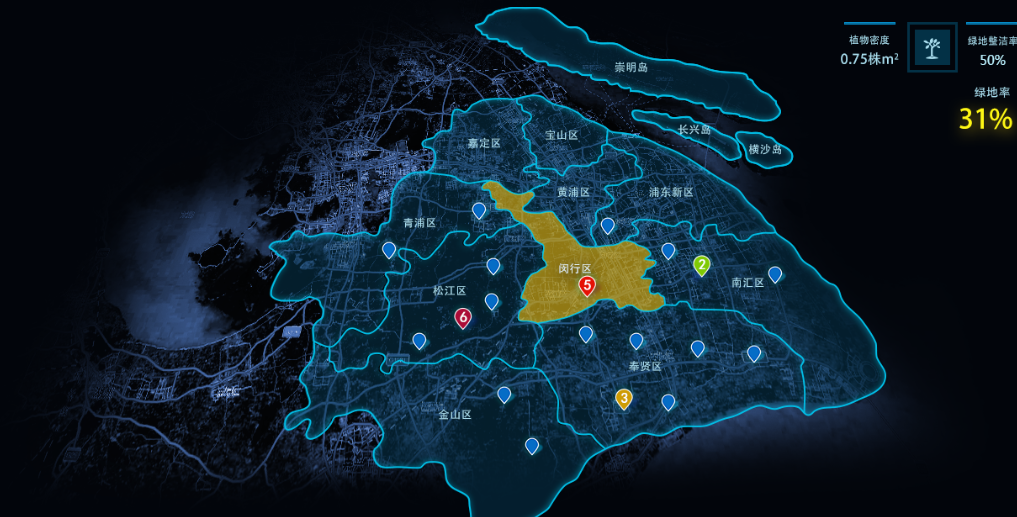 植物密度
0.75株m²
绿地整洁率
50%
绿地率
31%
崇明岛
长兴岛
横沙岛
宝山区
嘉定区
黄浦区
浦东新区
青浦区
闵行区
5
2
南汇区
松江区
6
奉贤区
3
金山区